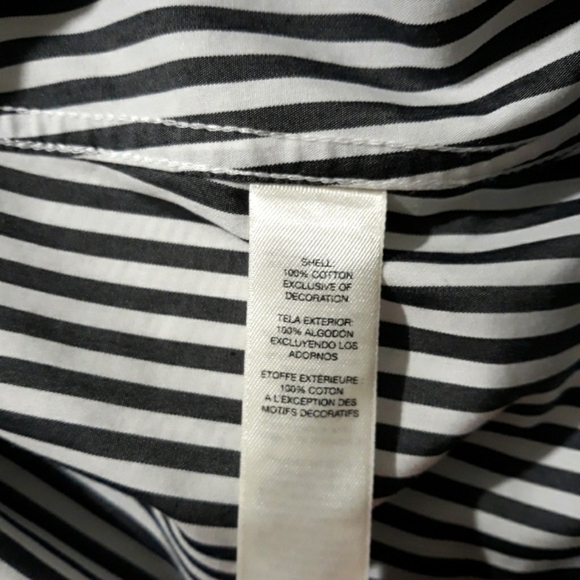 SHELL:
100% COTTON
EXCLUSIVE OF
DECORATION
TELA EXTERIOR:
100% ALGODON
EXCLUYENDO LOS
ADORNOS
ETOFFE EXTÉRIEURE:
100% COTON
A L'EXCEPTION DES
MOTIFS DECORATIFS